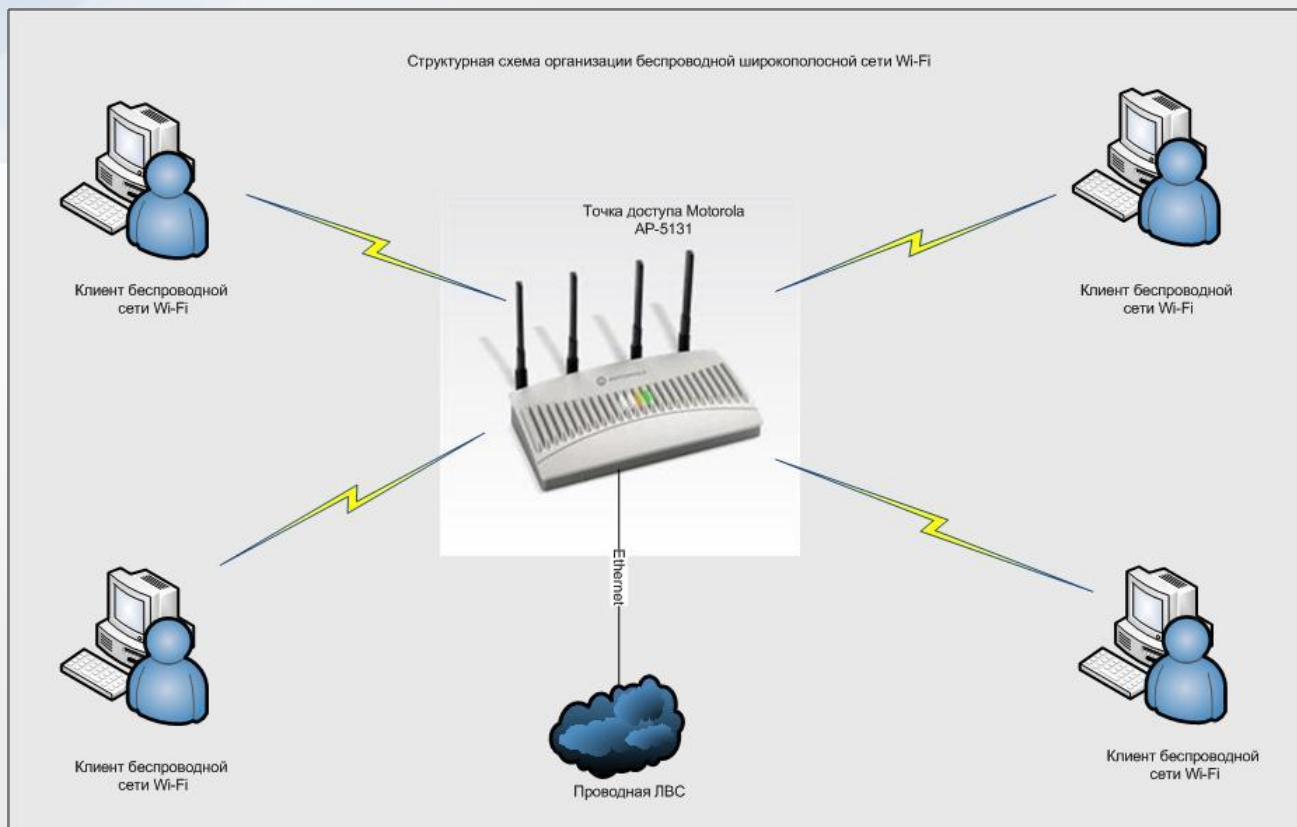 Структурная схема организации беспроводной широкополосной сети Wi-Fi
Точка доступа Motorola
AP-5131
Клиент беспроводной
сети Wi-Fi
Клиент беспроводной
сети Wi-Fi
MOTOROLA
Ethernet
Клиент беспроводной
сети Wi-Fi
Проводная ЛВС
Клиент беспроводной
сети Wi-Fi